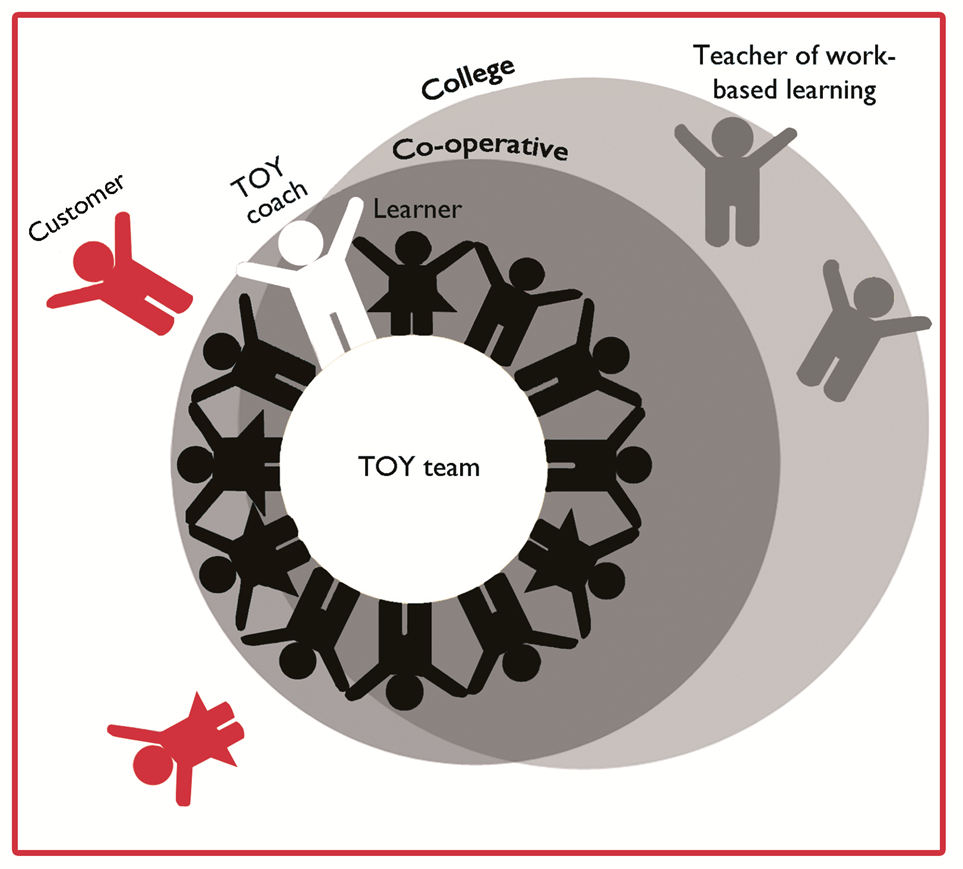 Teacher of work-
based learning
College
Co-operative
TOY
coach
Customer
Learner
TOY team